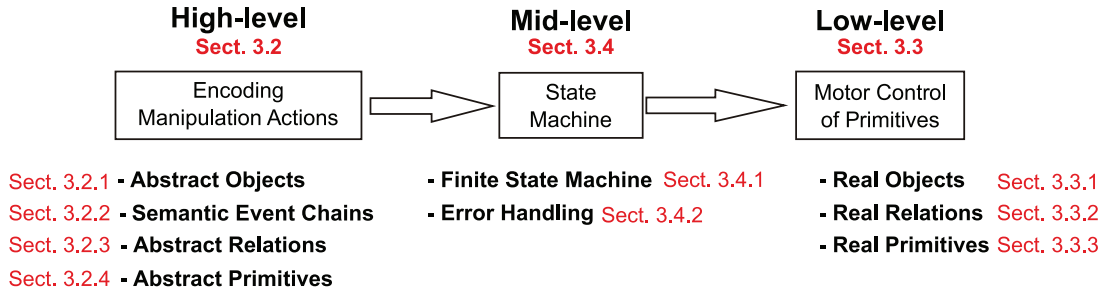 High-level Mid-level Low-level
Sect. 3.2 Sect. 3.4 Sect. 3.3
Encoding State Motor Control
Manipulation Actions Machine of Primitives
Sect. 3.2.1 - Abstract Objects - Finite State Machine Sect. 3.4.1 - Real Objects Sect. 3.3.1
Sect. 3.2.2 - Semantic Event Chains - Error Handling Sect. 3.4.2 - Real Relations Sect. 3.3.2
Sect. 3.2.3 - Abstract Relations - Real Primitives Sect. 3.3.3
Sect. 3.2.4 - Abstract Primitives